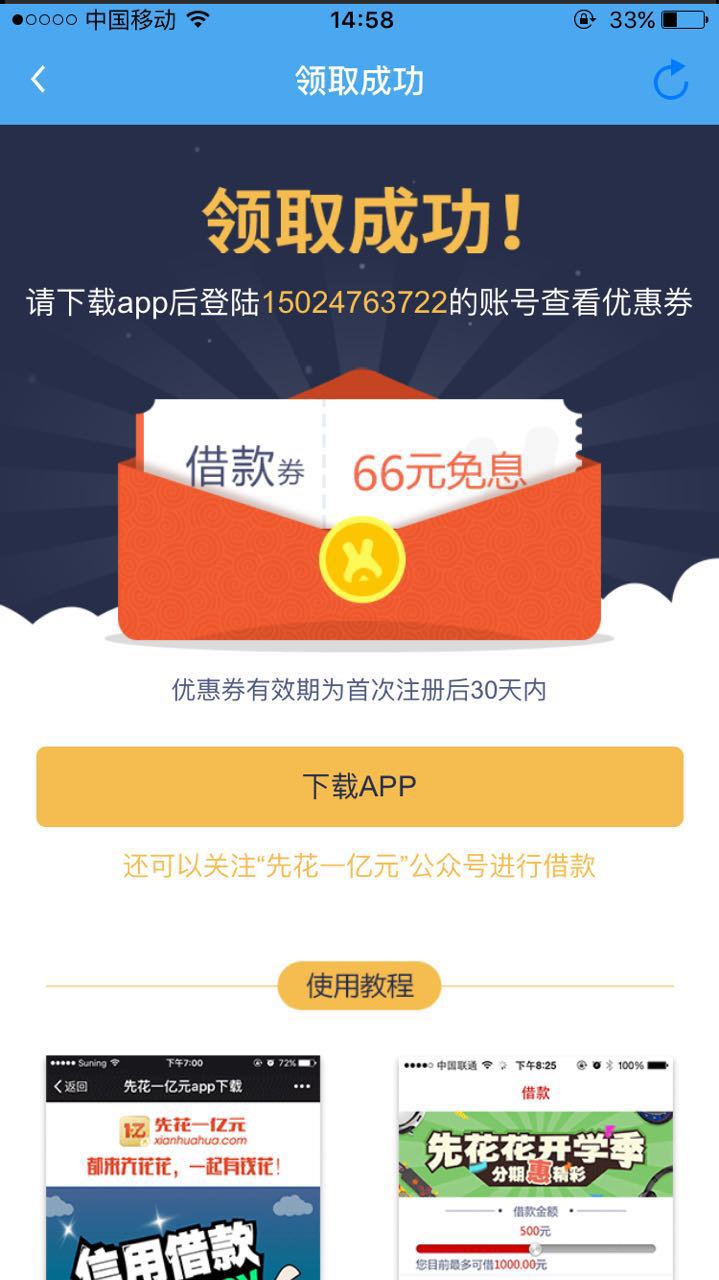 中国移动 14:58 33%
领取成功
领取成功！
请下载app后登陆15024763722的账号查看优惠券
借款券 66元免息
优惠券有效期为首次注册后30天内
下载APP
还可以关注“先花一亿元”公众号进行借款
使用教程
Suning 下午7:00 72%
返回 先花一亿元app下载
1亿 先花一亿元
xianhuahua.com
都来先花花，一起有钱花！
信用借款
中国联通 下午8:25 100%
借款
先花花开学季
分期惠精彩
借款金额
500元
您目前最多可借1000.00元